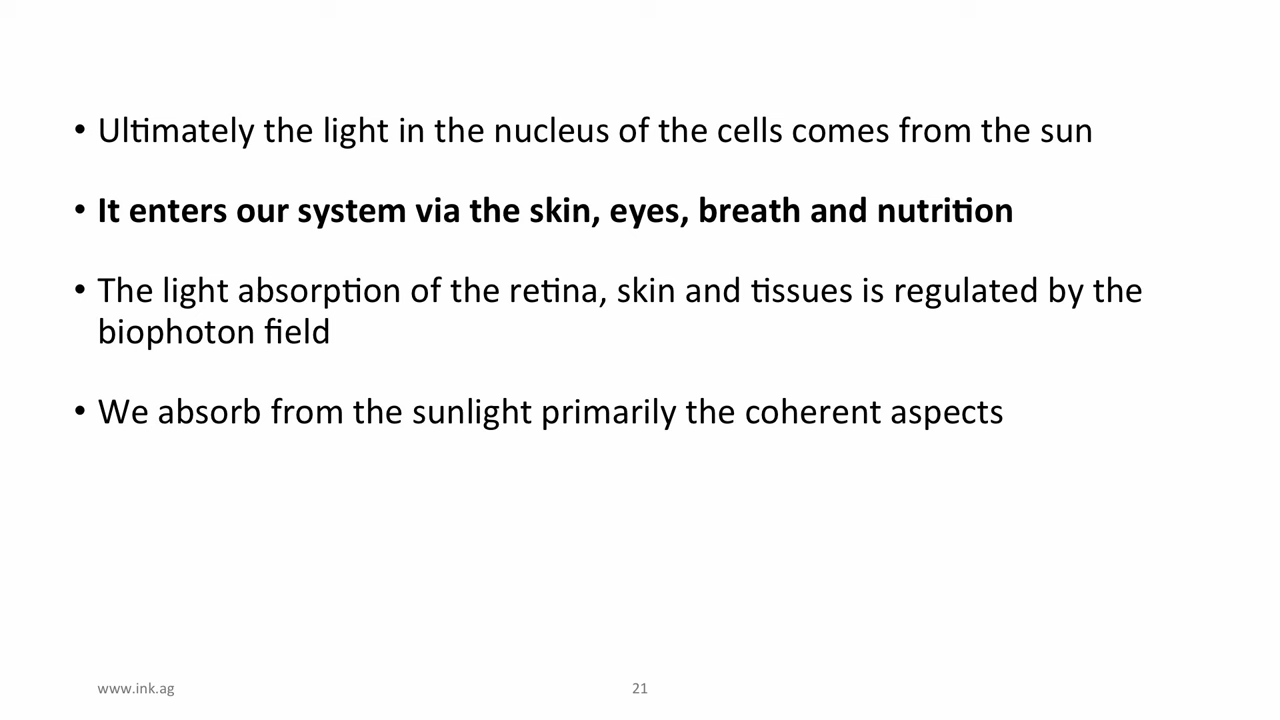 • Ultimately the light in the nucleus of the cells comes from the sun
• It enters our system via the skin, eyes, breath and nutrition
• The light absorption of the retina, skin and tissues is regulated by the
biophoton field
• We absorb from the sunlight primarily the coherent aspects
www.ink.ag
21